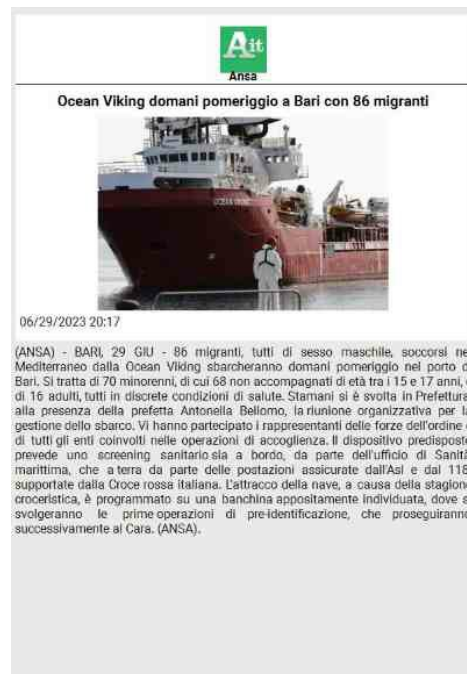 Ait
Ansa
Ocean Viking domani pomeriggio a Bari con 86 migranti
OCEAN VIKING
06/29/2023 20:17
(ANSA) - BARI, 29 GIU - 86 migranti, tutti di sesso maschile, soccorsi ne
Mediterraneo dalla Ocean Viking sbarcheranno domani pomeriggio nel porto d
Bari. Si tratta di 70 minorenni, di cui 68 non accompagnati di età tra i 15 e 17 anni,
di 16 adulti, tutti in discrete condizioni di salute. Stamani si è svolta in Prefettura
alla presenza della prefetta Antonella Bellomo, la riunione organizzativa per l
gestione dello sbarco. Vi hanno partecipato i rappresentanti delle forze dell'ordine
di tutti gli enti coinvolti nelle operazioni di accoglienza. Il dispositivo predisposto
prevede uno screening sanitario sia a bordo, da parte dell'ufficio di Sanità
marittima, che a terra da parte delle postazioni assicurate dall'Asl e dal 118
supportate dalla Croce rossa italiana. L'attracco della nave, a causa della stagione
croceristica, è programmato su una banchina appositamente individuata, dove s
svolgeranno le prime operazioni di pre-identificazione, che proseguiranno
successivamente al Cara. (ANSA).